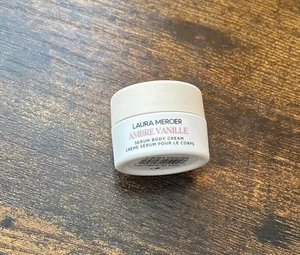 LAURA MERCIER
AMBRE VANILLE
SERUM BODY CREAM
CRÈME SÉRUM POUR LE CORPS